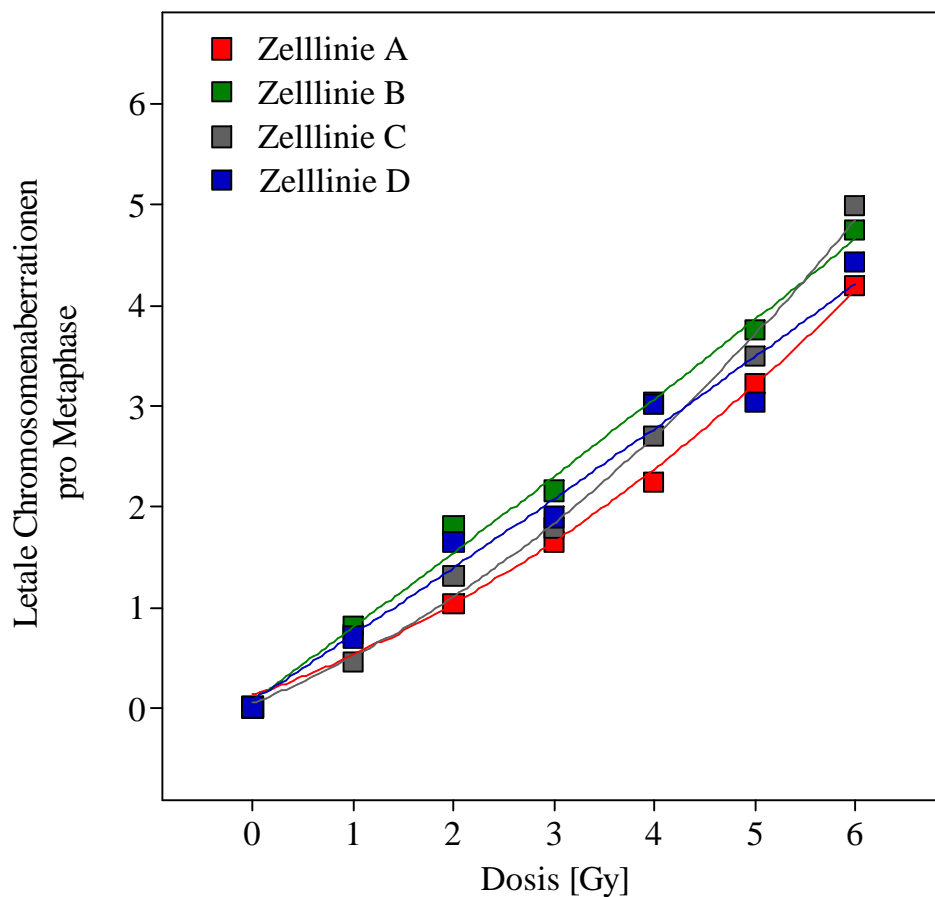 Zelllinie A
Zelllinie B
Zelllinie C
Zelllinie D
Letale Chromosomenaberrationen
pro Metaphase
6
5
4
3
2
1
0
0 1 2 3 4 5 6
Dosis [Gy]